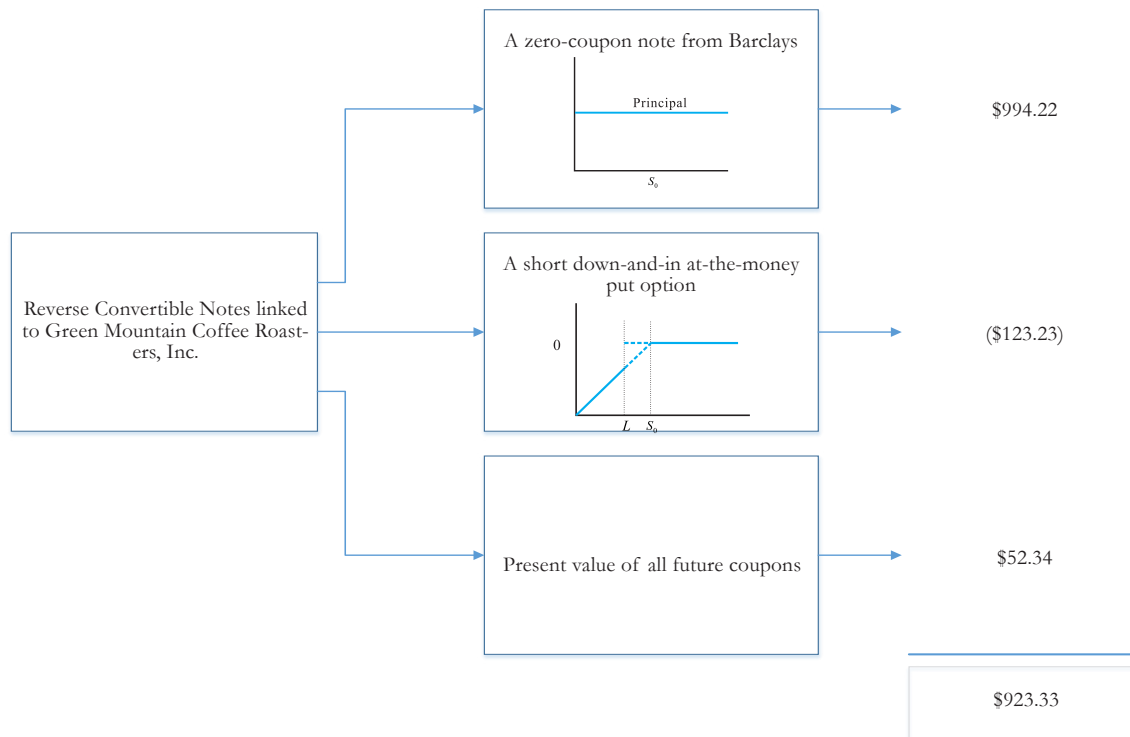 A zero-coupon note from Barclays
Principal
S0
$994.22
Reverse Convertible Notes linked
to Green Mountain Coffee Roast-
ers, Inc.
A short down-and-in at-the-money
put option
0
L S0
($123.23)
Present value of all future coupons
$52.34
$923.33